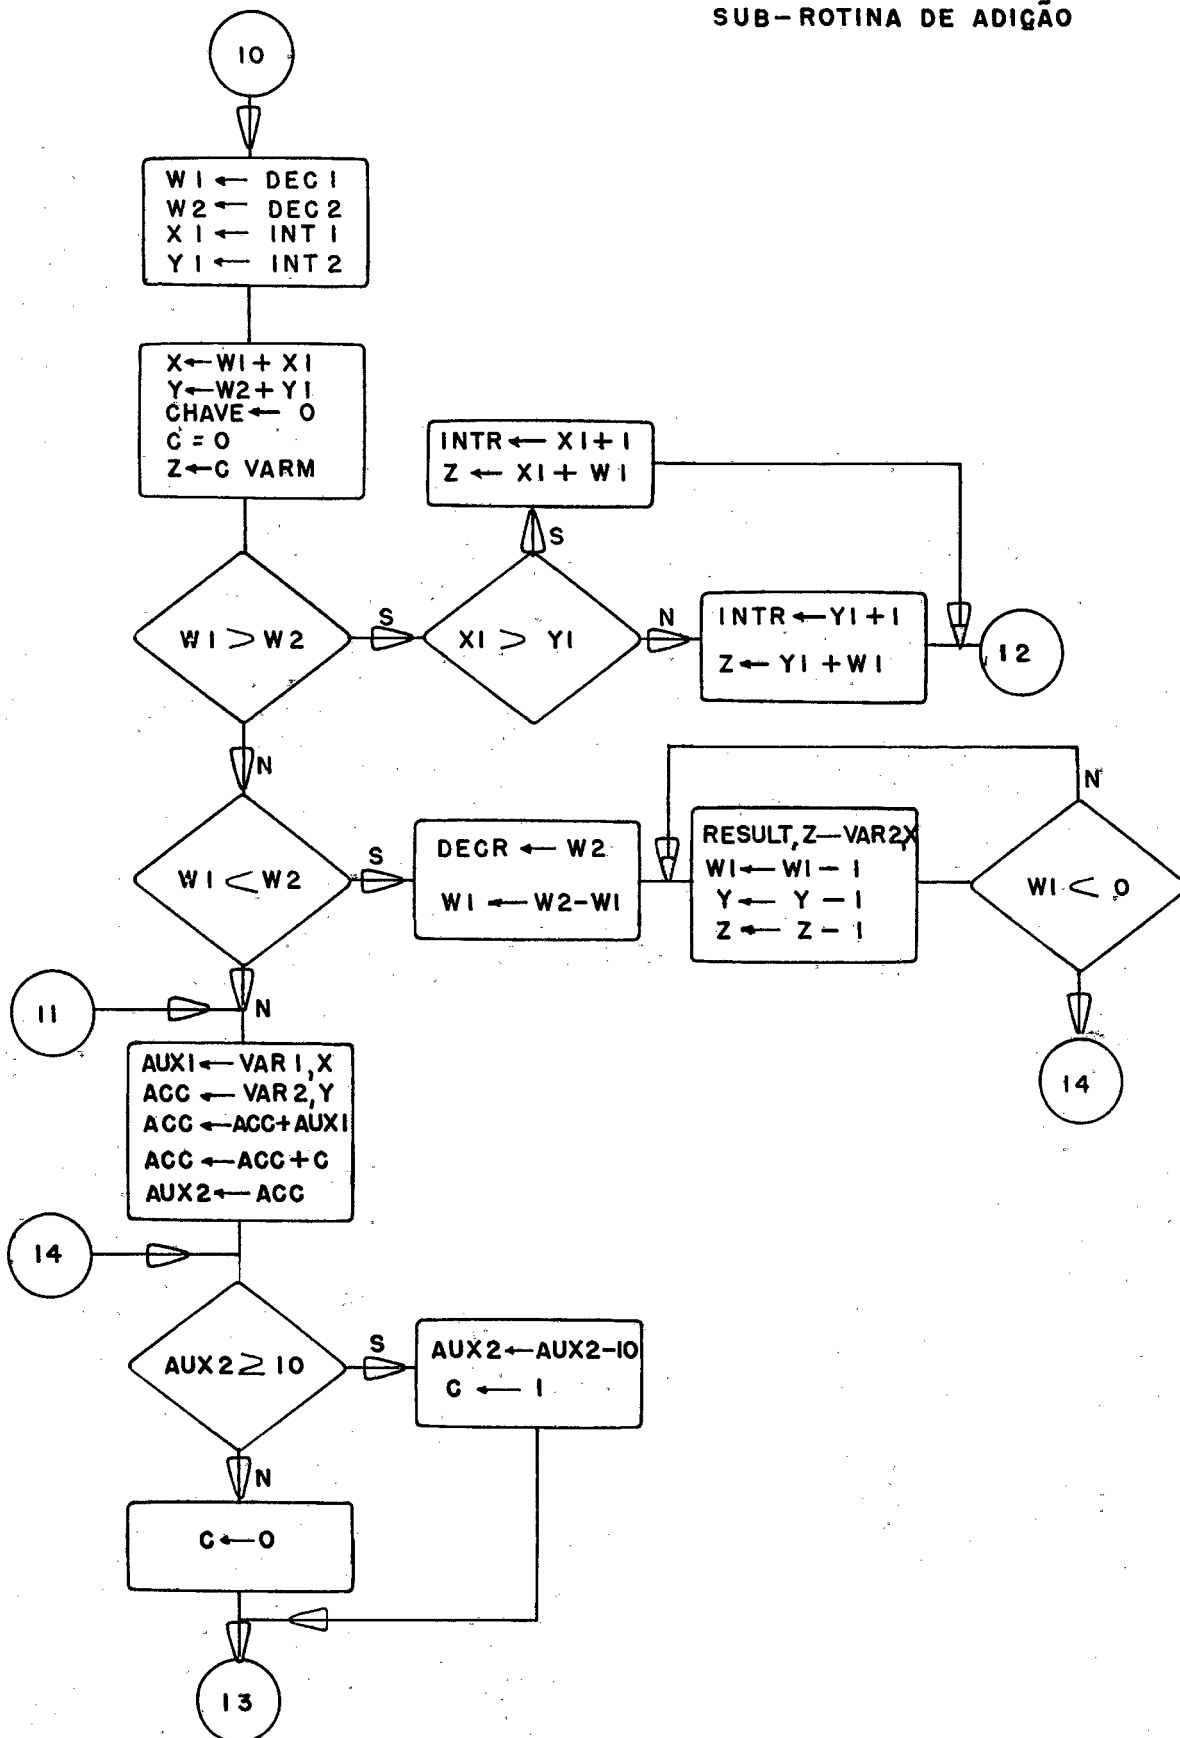 SUB-ROTINA DE ADIÇÃO
10
W1 ← DEC1
W2 ← DEC2
X1 ← INT1
Y1 ← INT2
X ← W1 + X1
Y ← W2 + Y1
CHAVE ← 0
C = 0
Z ← C VARM
INTR ← X1 + 1
Z ← X1 + W1
S
W1 > W2
S
X1 > Y1
N
INTR ← Y1 + 1
Z ← Y1 + W1
12
N
N
W1 < W2
S
DECR ← W2
W1 ← W2 - W1
RESULT, Z — VAR2,X
W1 ← W1 - 1
Y ← Y - 1
Z ← Z - 1
W1 < 0
11
N
14
AUX1 ← VAR1, X
ACC ← VAR2, Y
ACC ← ACC+AUX1
ACC ← ACC + C
AUX2 ← ACC
14
AUX2 ≥ 10
S
AUX2 ← AUX2-10
C ← 1
N
C ← 0
13